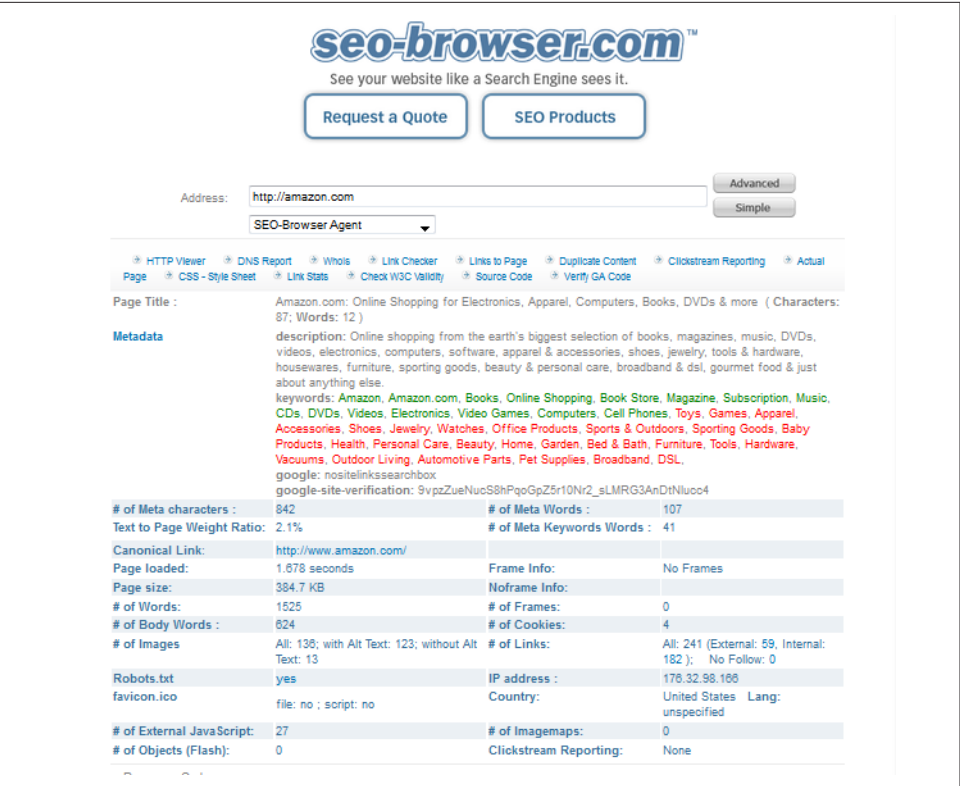 seo-browser.com™
See your website like a Search Engine sees it.
Request a Quote SEO Products
Advanced
Address: http://amazon.com
Simple
SEO-Browser Agent
HTTP Viewer DNS Report Whois Link Checker Links to Page Duplicate Content Clickstream Reporting Actual
Page CSS - Style Sheet Link Stats Check W3C Validity Source Code Verify GA Code
Page Title : Amazon.com: Online Shopping for Electronics, Apparel, Computers, Books, DVDs & more ( Characters:
87; Words: 12 )
Metadata description: Online shopping from the earth's biggest selection of books, magazines, music, DVDs,
videos, electronics, computers, software, apparel & accessories, shoes, jewelry, tools & hardware,
housewares, furniture, sporting goods, beauty & personal care, broadband & dsl, gourmet food & just
about anything else.
keywords: Amazon, Amazon.com, Books, Online Shopping, Book Store, Magazine, Subscription, Music,
CDs, DVDs, Videos, Electronics, Video Games, Computers, Cell Phones, Toys, Games, Apparel,
Accessories, Shoes, Jewelry, Watches, Office Products, Sports & Outdoors, Sporting Goods, Baby
Products, Health, Personal Care, Beauty, Home, Garden, Bed & Bath, Furniture, Tools, Hardware,
Vacuums, Outdoor Living, Automotive Parts, Pet Supplies, Broadband, DSL,
google: nositelinkssearchbox
google-site-verification: 9vpzZueNucS8hPqoGpZ5r10Nr2_sLMRG3AnDtNlucc4
# of Meta characters : 842 # of Meta Words : 107
Text to Page Weight Ratio: 2.1% # of Meta Keywords Words : 41
Canonical Link: http://www.amazon.com/
Page loaded: 1.678 seconds Frame Info: No Frames
Page size: 384.7 KB Noframe Info:
# of Words: 1525 # of Frames: 0
# of Body Words : 624 # of Cookies: 4
# of Images All: 136; with Alt Text: 123; without Alt # of Links: All: 241 (External: 59, Internal:
Text: 13 182 ); No Follow: 0
Robots.txt yes IP address : 176.32.98.166
favicon.ico file: no ; script: no Country: United States Lang:
unspecified
# of External JavaScript: 27 # of Imagemaps: 0
# of Objects (Flash): 0 Clickstream Reporting: None